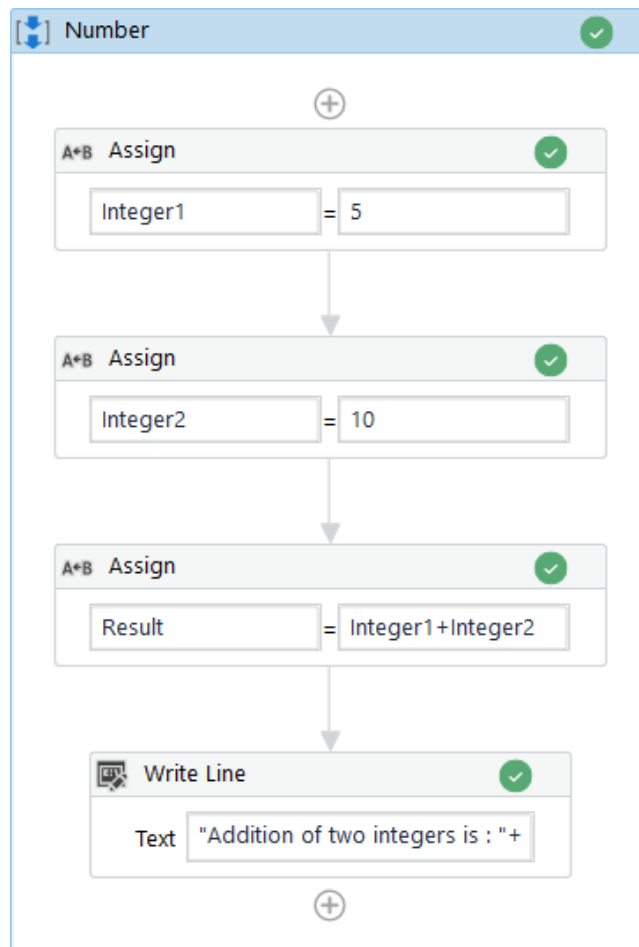 Number
A←B Assign
Integer1 = 5
A←B Assign
Integer2 = 10
A←B Assign
Result = Integer1+Integer2
Write Line
Text "Addition of two integers is : "+